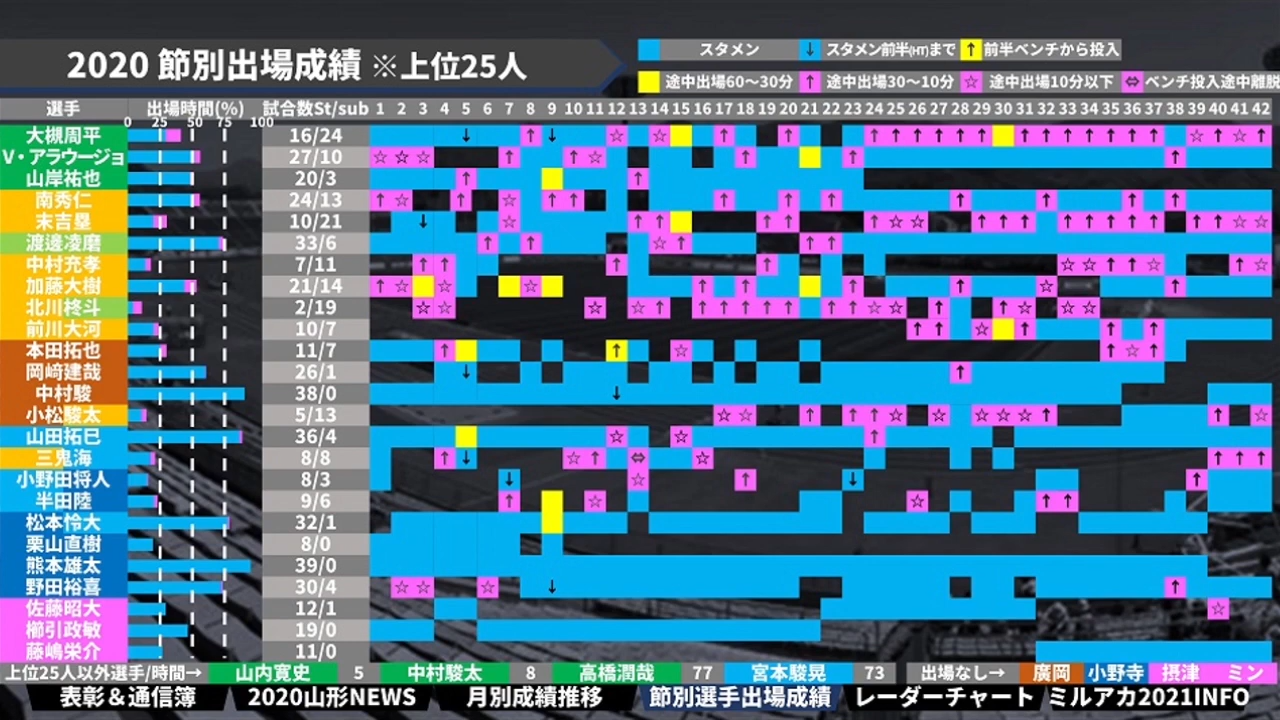 2020 節別出場成績 ※上位25人
スタメン ↓ スタメン前半(HT)まで ↑ 前半ベンチから投入
途中出場60～30分 ↑ 途中出場30～10分 ☆ 途中出場10分以下 ⇔ ベンチ投入途中離脱
選手 出場時間(%) 試合数St/sub 1 2 3 4 5 6 7 8 9 10 11 12 13 14 15 16 17 18 19 20 21 22 23 24 25 26 27 28 29 30 31 32 33 34 35 36 37 38 39 40 41 42
0 25 50 75 100
大槻周平 16/24 ↓ ↑ ↓ ☆ ☆ ↑ ↑ ↑ ↑ ↑ ↑ ↑ ↑ ↑ ↑ ↑ ↑ ↑ ↑ ↑ ☆ ↑ ☆ ↑
V・アラウージョ 27/10 ☆ ☆ ☆ ↑ ↑ ☆ ↑ ↑ ↑
山岸祐也 20/3 ↑ ↑
南秀仁 24/13 ↑ ☆ ↑ ☆ ↑ ↑ ↑ ↑ ↑ ↑ ↑ ↑ ↑
末吉塁 10/21 ↓ ☆ ↑ ↑ ↑ ↑ ↑ ☆ ☆ ↑ ↑ ↑ ↑ ↑ ↑ ↑ ↑ ↑ ↑ ☆ ☆
渡邊凌磨 33/6 ↑ ↑ ☆ ↑ ↑ ↑
中村充孝 7/11 ↑ ↑ ↑ ↑ ☆ ☆ ↑ ↑ ☆ ↑ ☆
加藤大樹 21/14 ↑ ☆ ☆ ☆ ↑ ↑ ↑ ↑ ☆ ↑
北川柊斗 2/19 ☆ ☆ ☆ ☆ ↑ ↑ ↑ ↑ ↑ ↑ ↑ ↑ ☆ ☆ ↑ ↑ ☆ ☆ ☆
前川大河 10/7 ↑ ↑ ☆ ↑ ↑ ↑
本田拓也 11/7 ↑ ↑ ☆ ↑ ☆ ↑
岡﨑建哉 26/1 ↓ ↑
中村駿 38/0 ↓
小松駿太 5/13 ☆ ☆ ↑ ↑ ↑ ☆ ☆ ☆ ☆ ☆ ↑ ↑ ☆
山田拓巳 36/4 ☆ ☆ ↑
三鬼海 8/8 ↑ ↓ ☆ ↑ ⇔ ☆ ↑ ↑ ↑
小野田将人 8/3 ↓ ☆ ↑ ↓ ↑
半田陸 9/6 ↑ ☆ ☆ ↑ ↑
松本怜大 32/1
栗山直樹 8/0
熊本雄太 39/0
野田裕喜 30/4 ☆ ☆ ☆ ↓ ↑
佐藤昭大 12/1 ☆
櫛引政敏 19/0
藤嶋栄介 11/0
上位25人以外選手/時間→ 山内寛史 5 中村駿太 8 高橋潤哉 77 宮本駿晃 73 出場なし→ 廣岡 小野寺 摂津 ミン
表彰＆通信簿 2020山形NEWS 月別成績推移 節別選手出場成績 レーダーチャート ミルアカ2021INFO